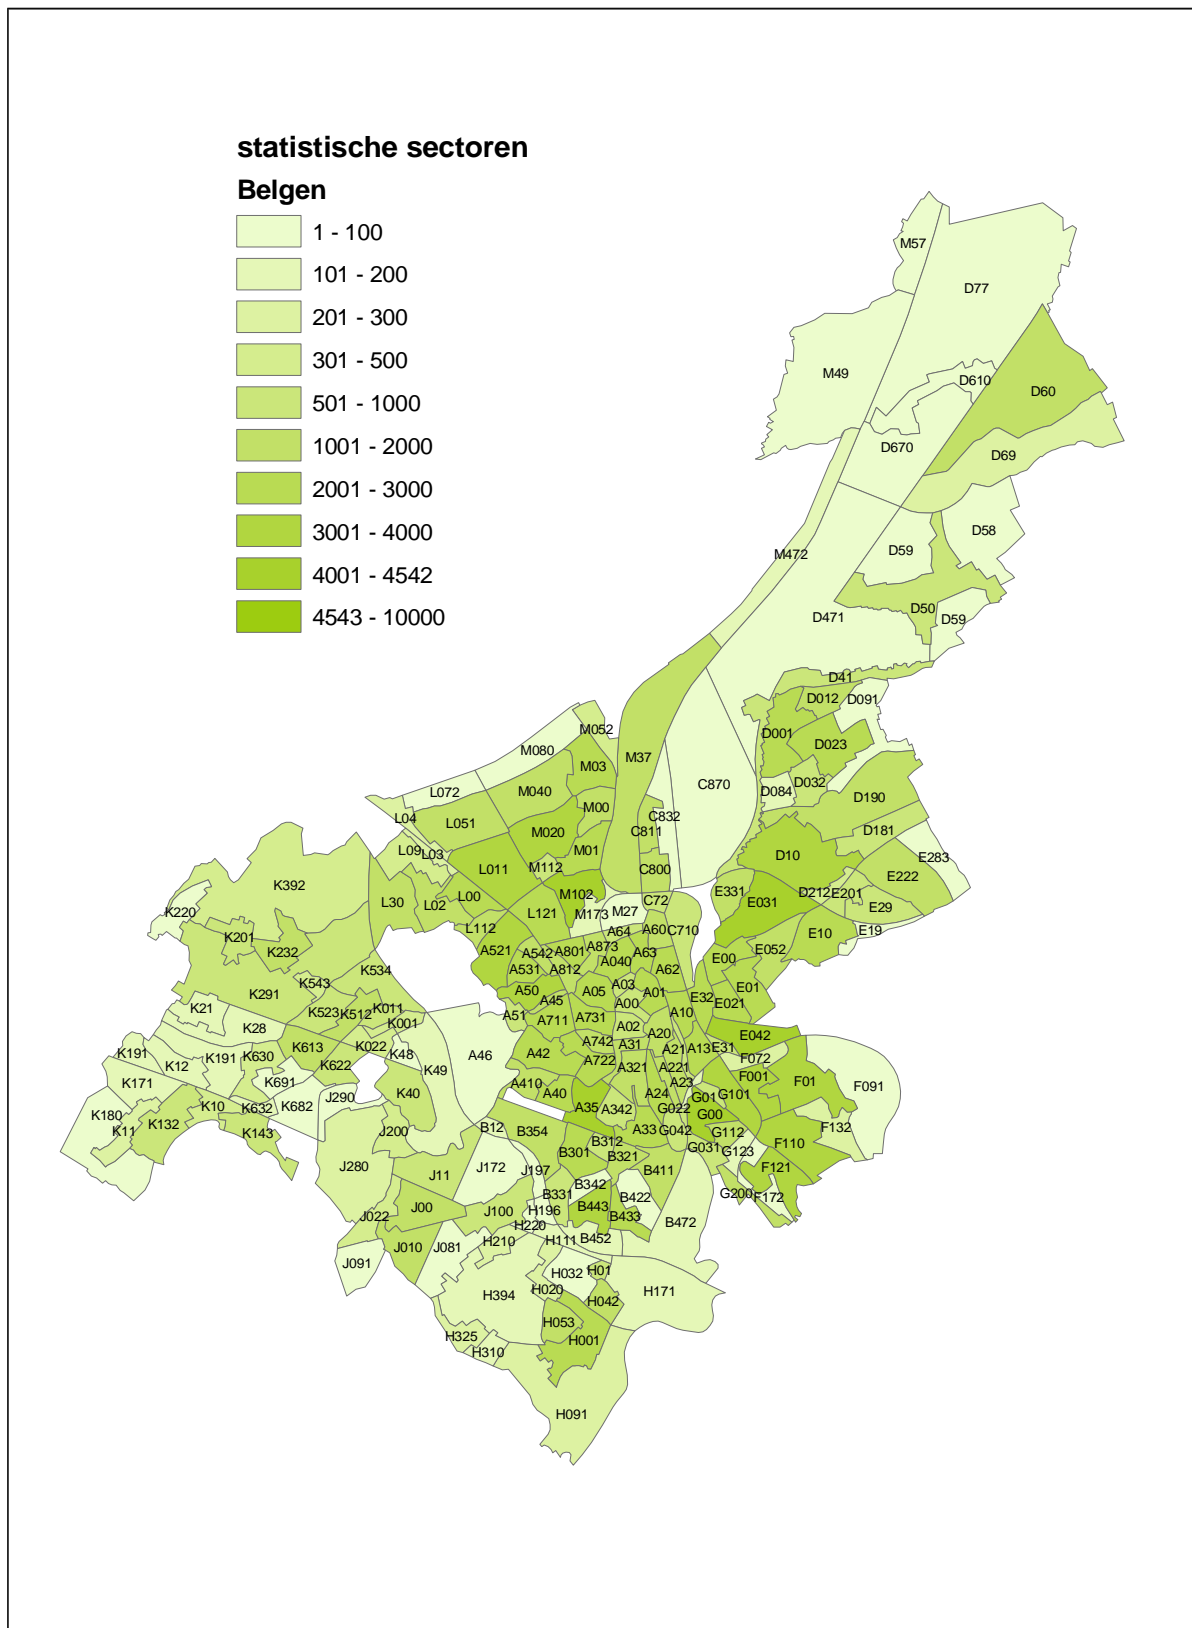 statistische sectoren
Belgen
1 - 100
101 - 200
201 - 300
301 - 500
501 - 1000
1001 - 2000
2001 - 3000
3001 - 4000
4001 - 4542
4543 - 10000
M57
D77
M49
D610
D60
D670
D69
D58
M472
D59
D50
D471
D59
D41
D012
D091
M052
D001
M080
D023
M37
M03
C870
D032
L072
M040
D084
D190
M00
L04
L051
C832
M020
C811
D181
L09
L03
M01
D10
E283
M112
L011
C800
E222
K392
M102
E331
D212
E201
L30
L00
C72
E031
E29
K220
L02
L121
M173
M27
L112
A64
A60
C710
E19
K201
E10
A521
A542
A801
A873
A63
E052
K232
A040
E00
K534
A531
A812
A62
K543
A03
E01
K291
A50
A05
A01
E32
K21
K011
A45
A00
E021
K523
K512
A51
A711
A731
A10
K28
K001
A02
A20
E042
K613
K022
A742
A31
A21
A13
E31
K191
K630
K48
A46
A42
A722
F072
K12
K191
K622
K49
A321
A221
F001
F01
K171
K691
A410
A23
F091
K40
A40
A24
G01
G101
K10
K632
K682
J290
A35
A342
G022
G00
K180
K11
K132
B12
B354
A33
G042
G112
F132
K143
J200
B312
G031
G123
F110
B301
B321
J280
J11
J172
J197
B411
F121
B342
B331
B422
G200
F172
J00
J100
H196
B443
B433
B472
J022
H220
J010
J081
H210
H111
B452
J091
H032
H01
H394
H020
H042
H171
H053
H325
H001
H310
H091